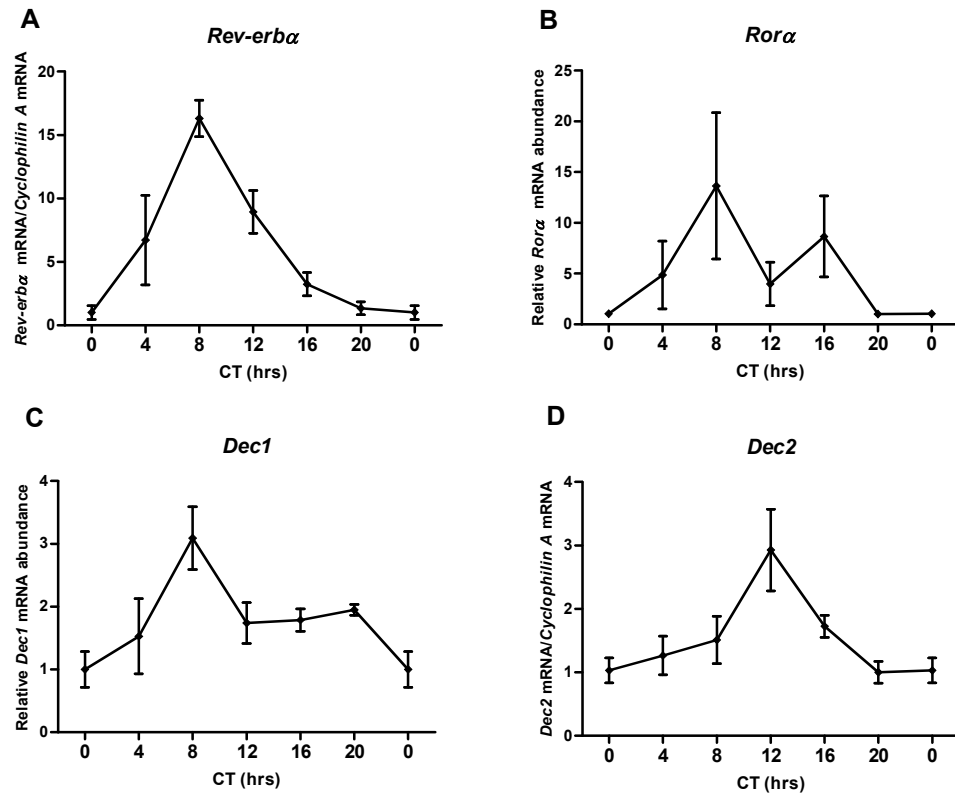 A
Rev-erbα
Rev-erbα mRNA/Cyclophilin A mRNA
20
15
10
5
0
0 4 8 12 16 20 0
CT (hrs)
B
Rorα
Relative Rorα mRNA abundance
25
20
15
10
5
0
0 4 8 12 16 20 0
CT (hrs)
C
Dec1
Relative Dec1 mRNA abundance
4
3
2
1
0
0 4 8 12 16 20 0
CT (hrs)
D
Dec2
Dec2 mRNA/Cyclophilin A mRNA
4
3
2
1
0
0 4 8 12 16 20 0
CT (hrs)